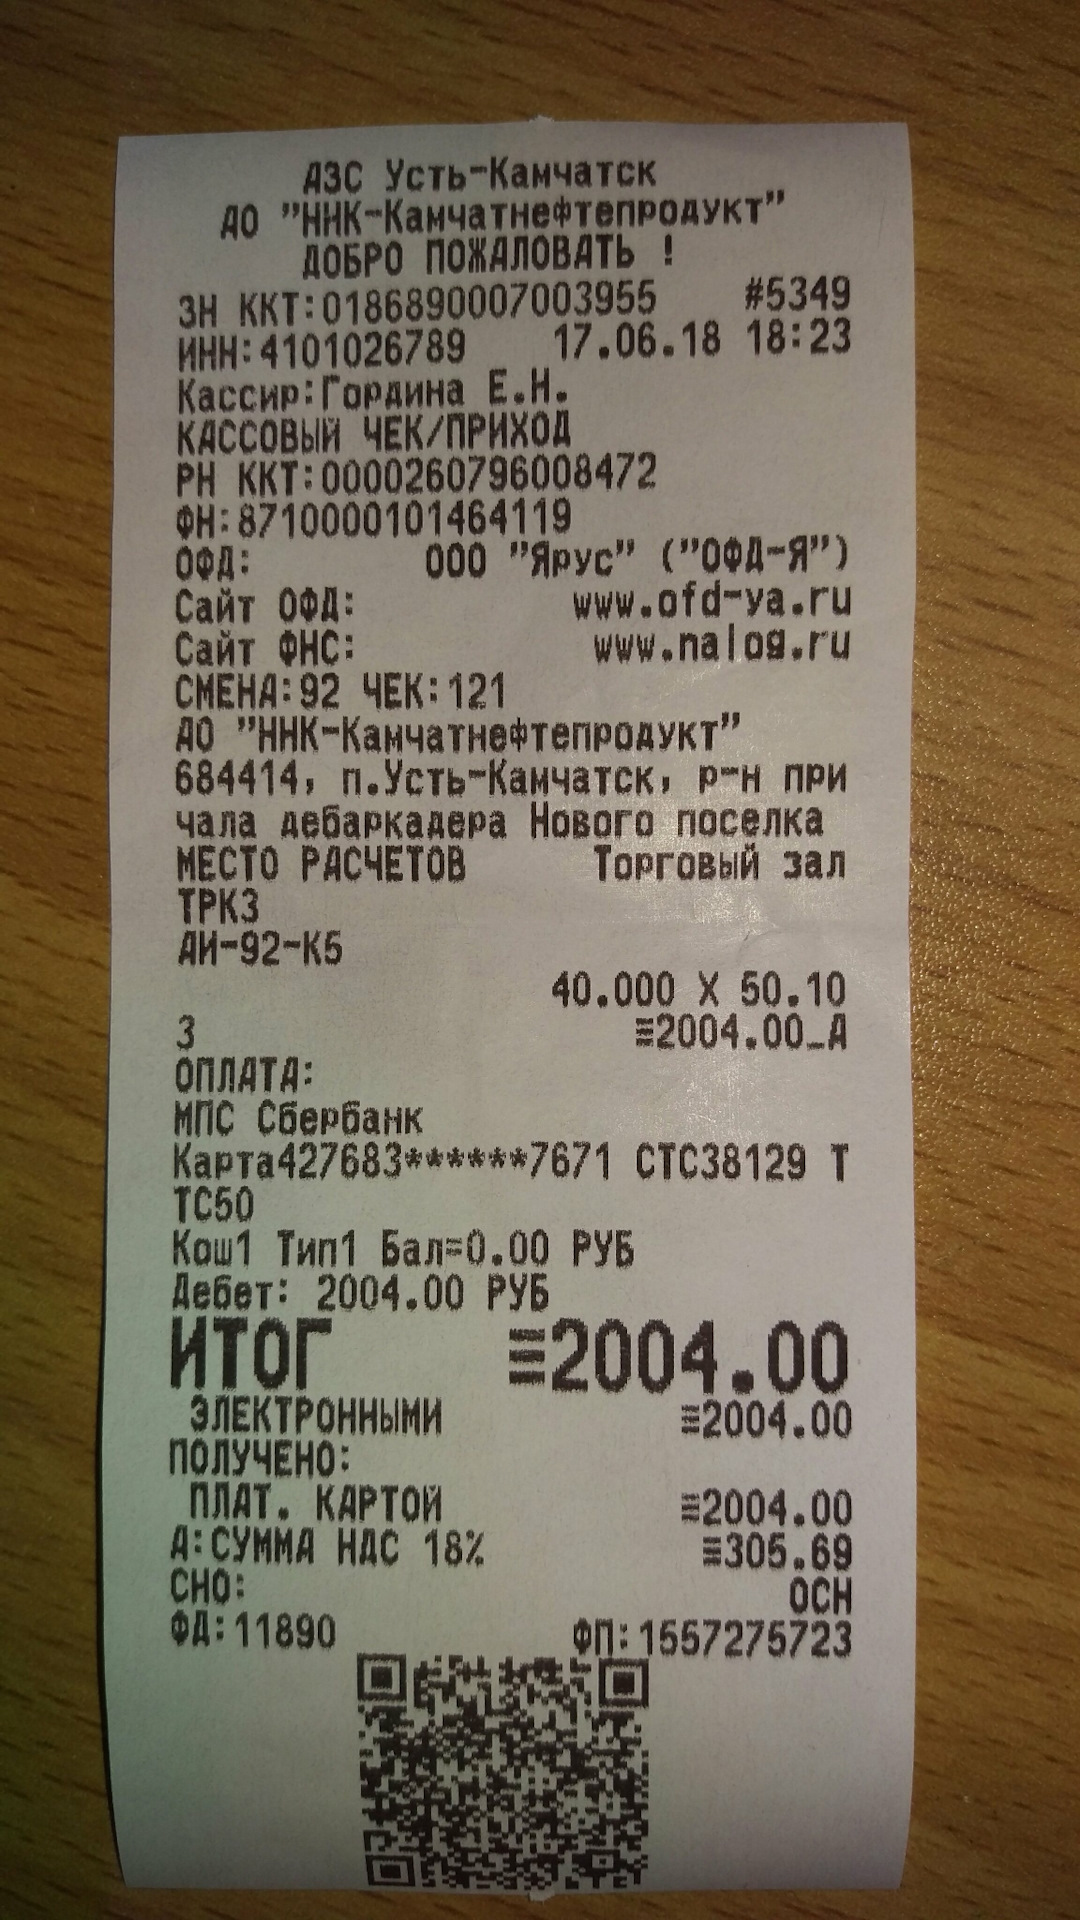 АЗС Усть-Камчатск
АО "ННК-Камчатнефтепродукт"
ДОБРО ПОЖАЛОВАТЬ !
ЗН ККТ:0186890007003955 #5349
ИНН:4101026789 17.06.18 18:23
Кассир:Гордина Е.Н.
КАССОВЫЙ ЧЕК/ПРИХОД
РН ККТ:0000260796008472
ФН:8710000101464119
ОФД: ООО "Ярус" ("ОФД-Я")
Сайт ОФД: www.ofd-ya.ru
Сайт ФНС: www.nalog.ru
СМЕНА:92 ЧЕК:121
АО "ННК-Камчатнефтепродукт"
684414, п.Усть-Камчатск, р-н при
чала дебаркадера Нового поселка
МЕСТО РАСЧЕТОВ Торговый зал
ТРК3
АИ-92-К5
40.000 X 50.10
3 ≡2004.00_А
ОПЛАТА:
МПС Сбербанк
Карта427683******7671 СТС38129 Т
ТС50
Кош1 Тип1 Бал=0.00 РУБ
Дебет: 2004.00 РУБ
ИТОГ ≡2004.00
ЭЛЕКТРОННЫМИ ≡2004.00
ПОЛУЧЕНО:
ПЛАТ. КАРТОЙ ≡2004.00
А:СУММА НДС 18% ≡305.69
СНО: ОСН
ФД:11890 ФП:1557275723